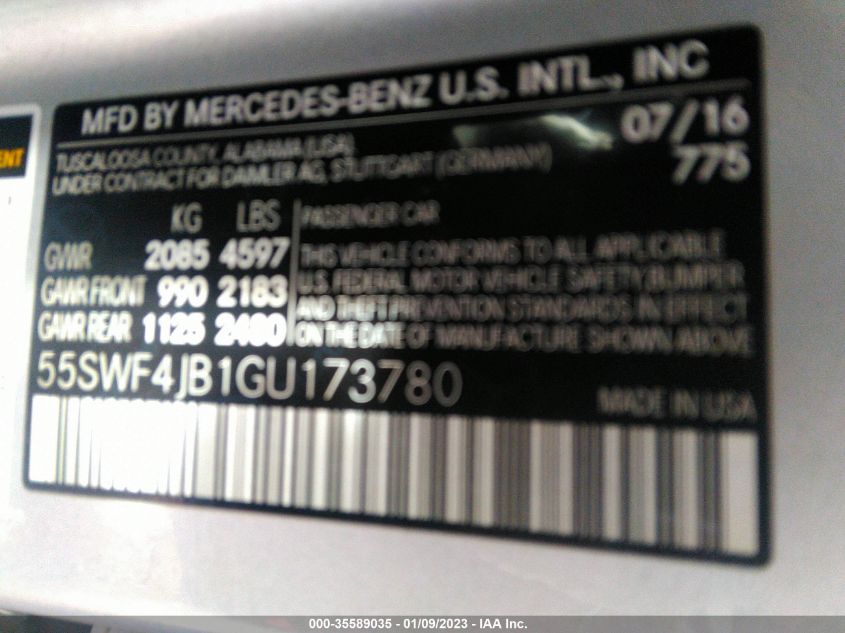 MFD BY MERCEDES-BENZ U.S. INTL., INC
TUSCALOOSA COUNTY, ALABAMA (USA)
UNDER CONTRACT FOR DAIMLER AG, STUTTGART (GERMANY)
07/16
775
KG LBS
GVWR 2085 4597
GAWR FRONT 990 2183
GAWR REAR 1125 2480
PASSENGER CAR
THIS VEHICLE CONFORMS TO ALL APPLICABLE
U.S. FEDERAL MOTOR VEHICLE SAFETY, BUMPER
AND THEFT PREVENTION STANDARDS IN EFFECT
ON THE DATE OF MANUFACTURE SHOWN ABOVE
55SWF4JB1GU173780
MADE IN USA
ENT
000-35589035 - 01/09/2023 - IAA Inc.